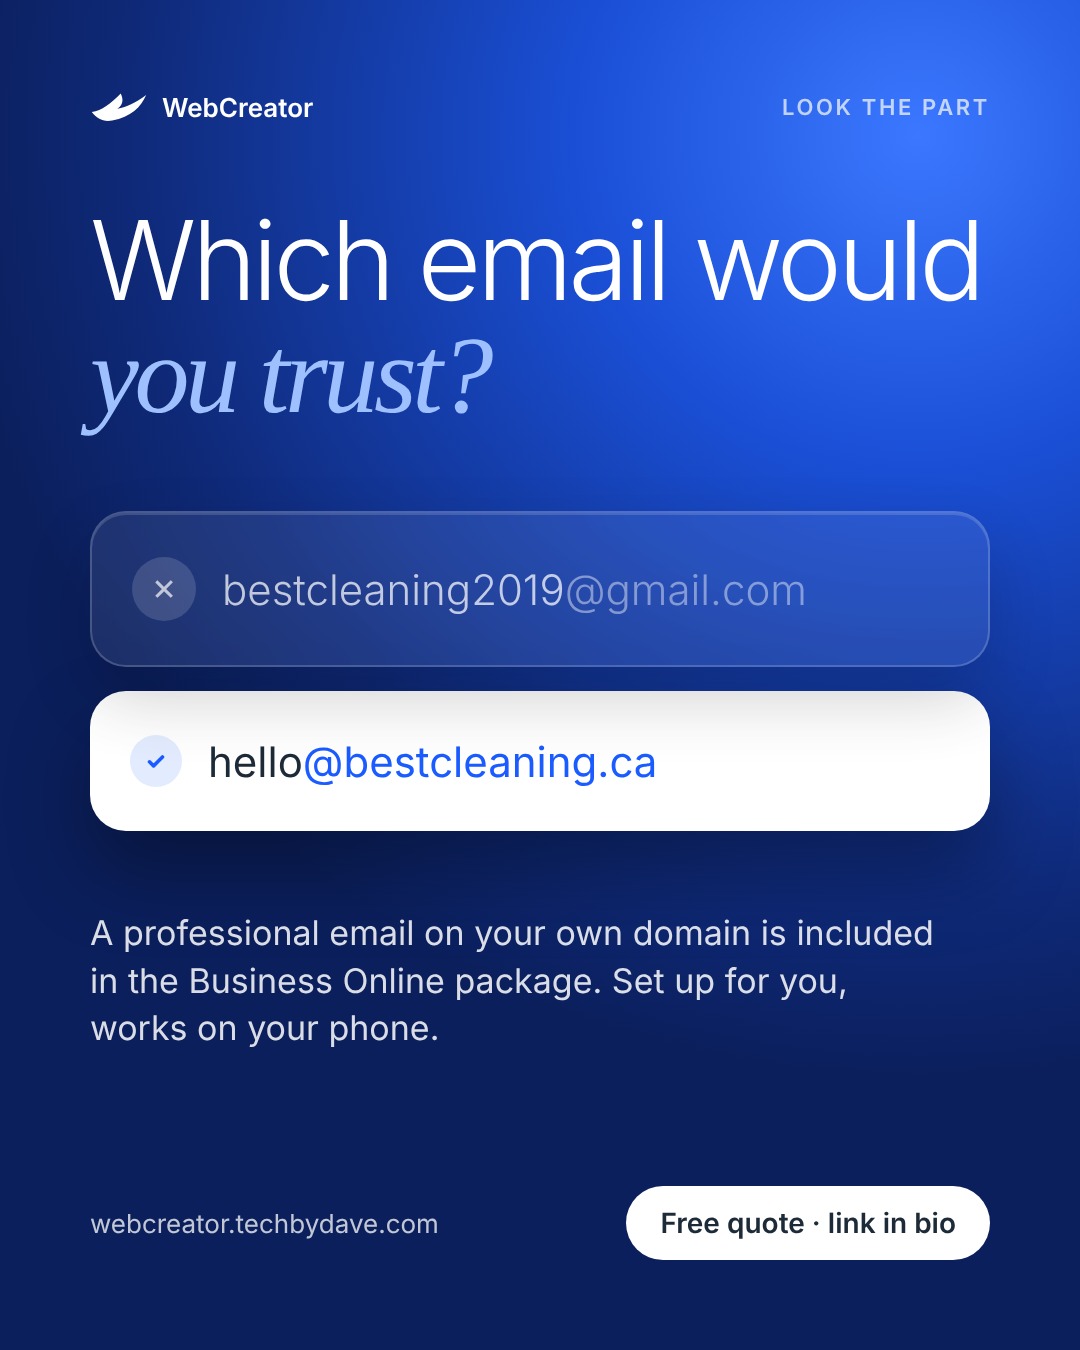 WebCreator
LOOK THE PART
Which email would
you trust?
bestcleaning2019@gmail.com
hello@bestcleaning.ca
A professional email on your own domain is included
in the Business Online package. Set up for you,
works on your phone.
webcreator.techbydave.com
Free quote · link in bio